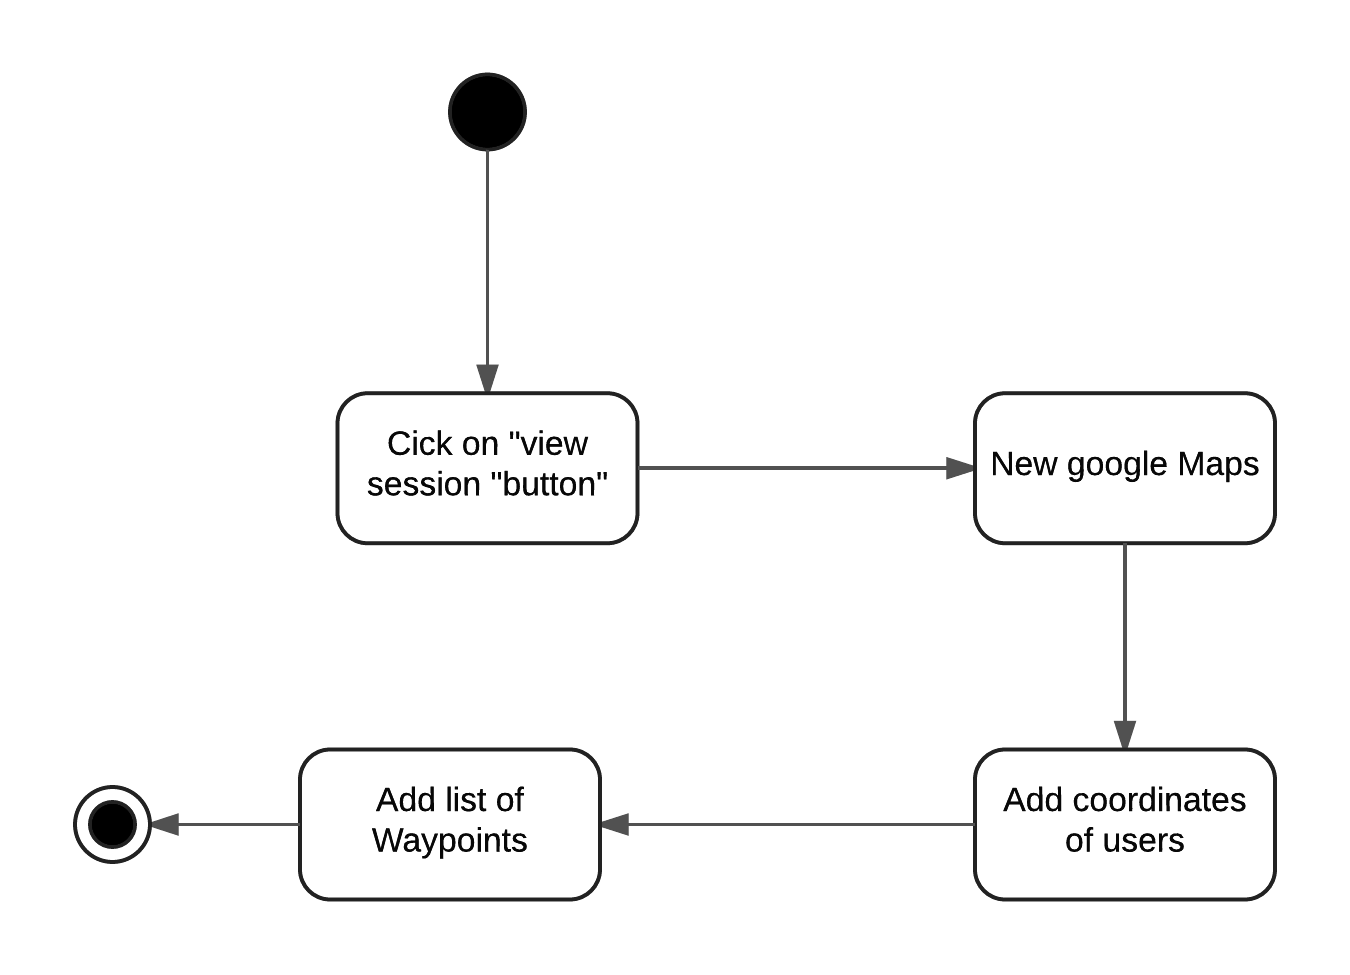 Cick on "view
session "button"
New google Maps
Add coordinates
of users
Add list of
Waypoints